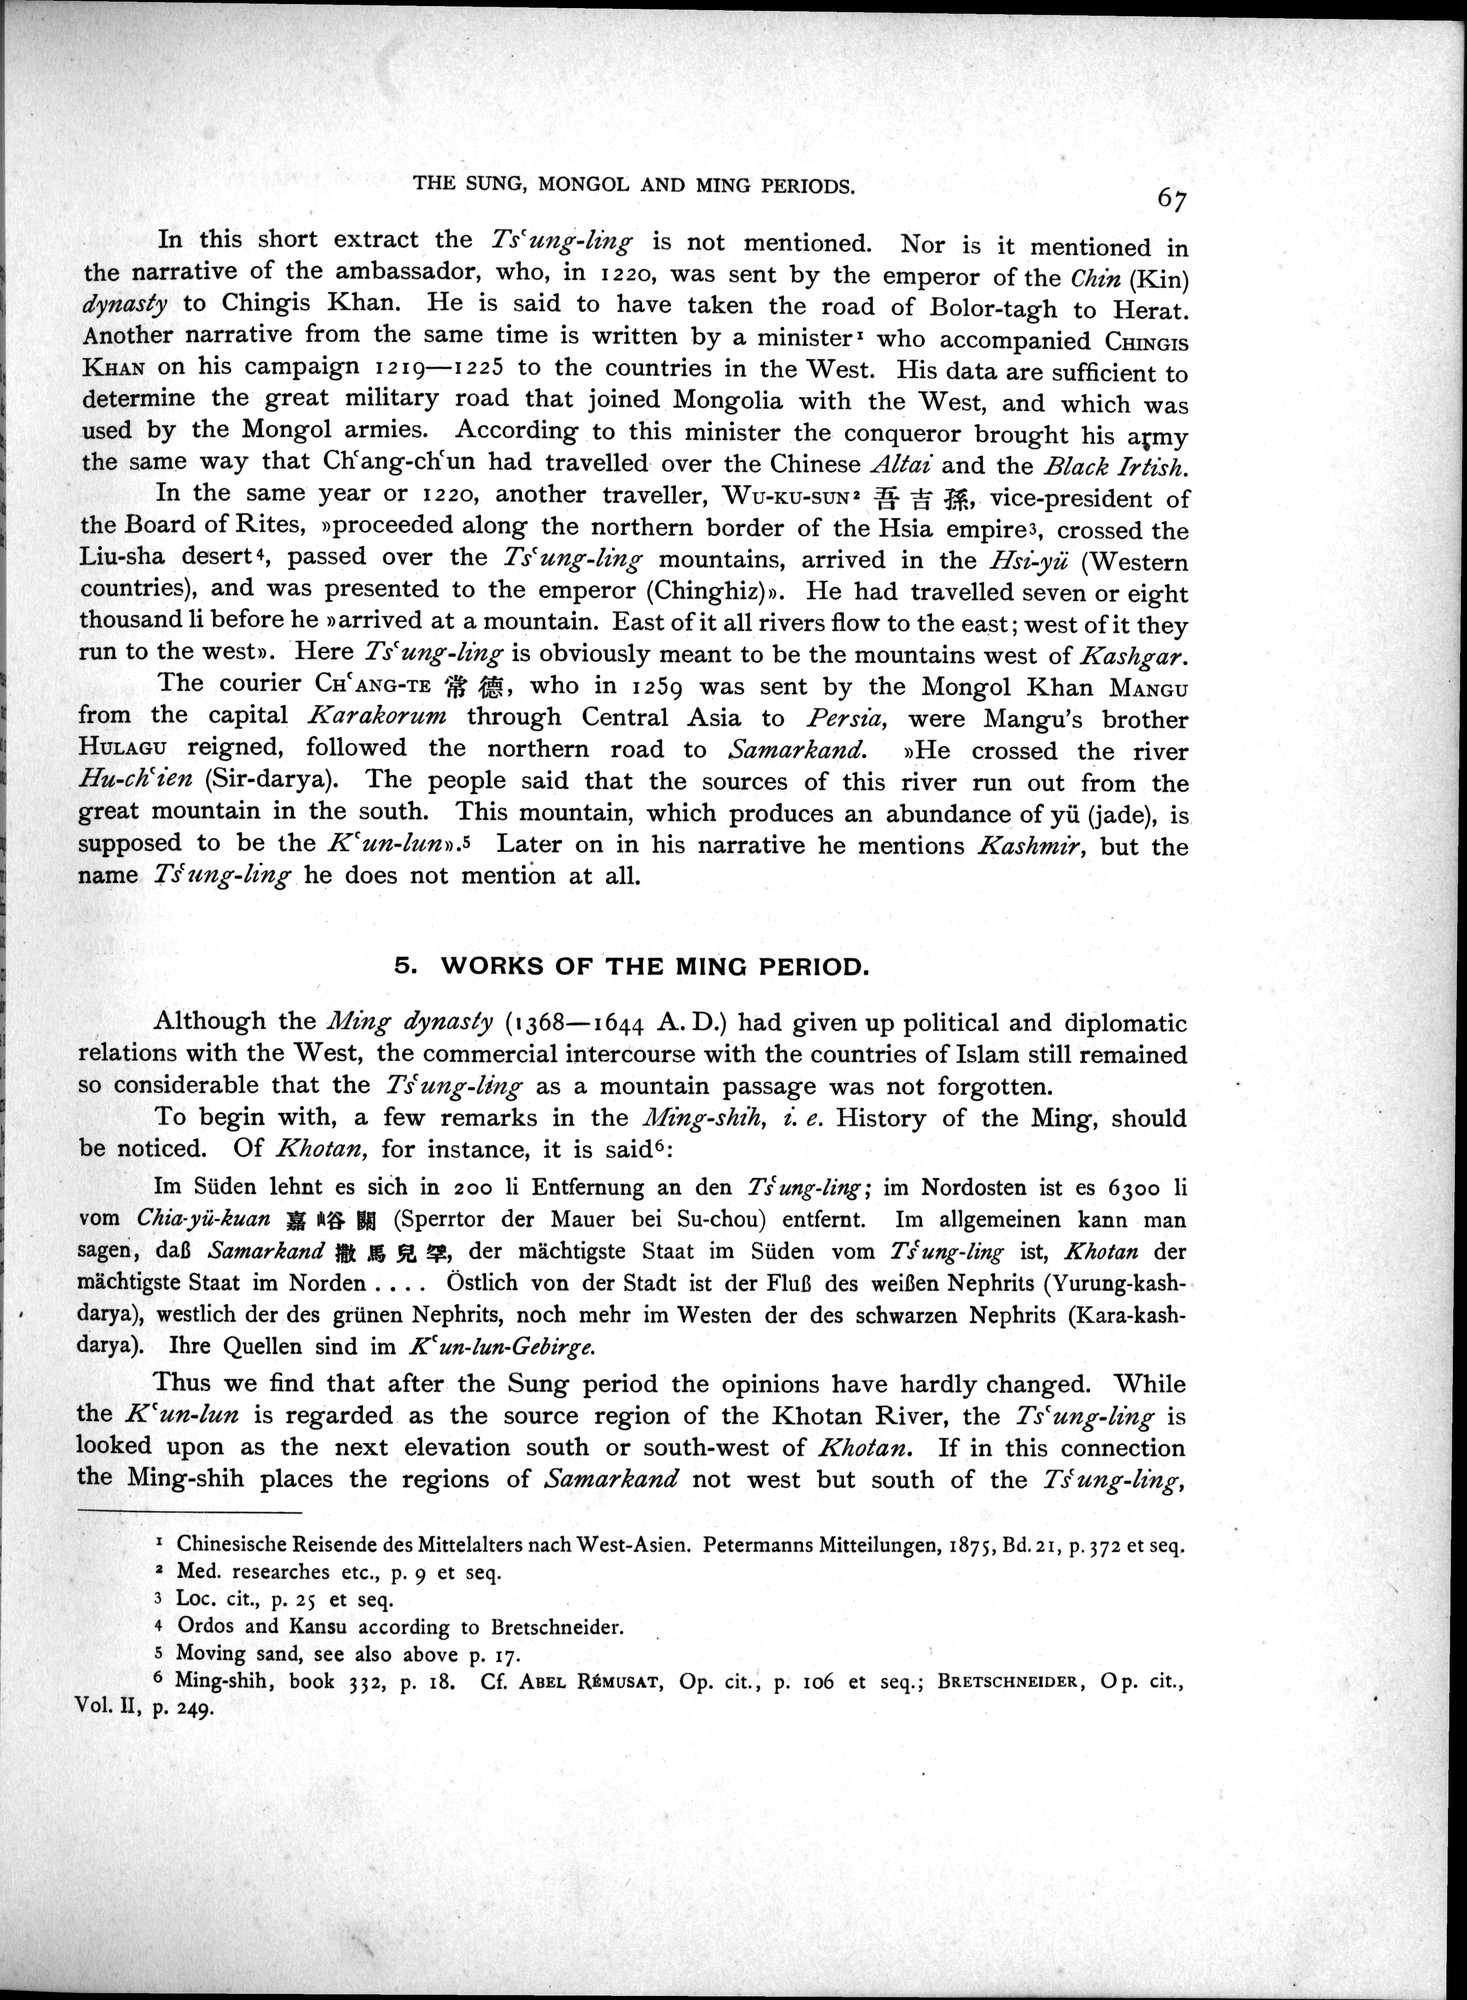 THE SUNG, MONGOL AND MING PERIODS.
67
In this short extract the Tsʿung-ling is not mentioned. Nor is it mentioned in
the narrative of the ambassador, who, in 1220, was sent by the emperor of the Chin (Kin)
dynasty to Chingis Khan. He is said to have taken the road of Bolor-tagh to Herat.
Another narrative from the same time is written by a minister¹ who accompanied CHINGIS
KHAN on his campaign 1219—1225 to the countries in the West. His data are sufficient to
determine the great military road that joined Mongolia with the West, and which was
used by the Mongol armies. According to this minister the conqueror brought his army
the same way that Chʿang-chʿun had travelled over the Chinese Altai and the Black Irtish.
In the same year or 1220, another traveller, WU-KU-SUN² 吾吉孫, vice-president of
the Board of Rites, »proceeded along the northern border of the Hsia empire³, crossed the
Liu-sha desert⁴, passed over the Tsʿung-ling mountains, arrived in the Hsi-yü (Western
countries), and was presented to the emperor (Chinghiz)». He had travelled seven or eight
thousand li before he »arrived at a mountain. East of it all rivers flow to the east; west of it they
run to the west». Here Tsʿung-ling is obviously meant to be the mountains west of Kashgar.
The courier CHʿANG-TE 常德, who in 1259 was sent by the Mongol Khan MANGU
from the capital Karakorum through Central Asia to Persia, were Mangu's brother
HULAGU reigned, followed the northern road to Samarkand. »He crossed the river
Hu-chʿien (Sir-darya). The people said that the sources of this river run out from the
great mountain in the south. This mountain, which produces an abundance of yü (jade), is
supposed to be the Kʿun-lun».⁵ Later on in his narrative he mentions Kashmir, but the
name Tsʿung-ling he does not mention at all.
5. WORKS OF THE MING PERIOD.
Although the Ming dynasty (1368—1644 A. D.) had given up political and diplomatic
relations with the West, the commercial intercourse with the countries of Islam still remained
so considerable that the Tsʿung-ling as a mountain passage was not forgotten.
To begin with, a few remarks in the Ming-shih, i. e. History of the Ming, should
be noticed. Of Khotan, for instance, it is said⁶:
Im Süden lehnt es sich in 200 li Entfernung an den Tsʿung-ling; im Nordosten ist es 6300 li
vom Chia-yü-kuan 嘉峪關 (Sperrtor der Mauer bei Su-chou) entfernt. Im allgemeinen kann man
sagen, daß Samarkand 撒馬兒罕, der mächtigste Staat im Süden vom Tsʿung-ling ist, Khotan der
mächtigste Staat im Norden . . . . Östlich von der Stadt ist der Fluß des weißen Nephrits (Yurung-kash-
darya), westlich der des grünen Nephrits, noch mehr im Westen der des schwarzen Nephrits (Kara-kash-
darya). Ihre Quellen sind im Kʿun-lun-Gebirge.
Thus we find that after the Sung period the opinions have hardly changed. While
the Kʿun-lun is regarded as the source region of the Khotan River, the Tsʿung-ling is
looked upon as the next elevation south or south-west of Khotan. If in this connection
the Ming-shih places the regions of Samarkand not west but south of the Tsʿung-ling,
¹ Chinesische Reisende des Mittelalters nach West-Asien. Petermanns Mitteilungen, 1875, Bd. 21, p. 372 et seq.
² Med. researches etc., p. 9 et seq.
³ Loc. cit., p. 25 et seq.
⁴ Ordos and Kansu according to Bretschneider.
⁵ Moving sand, see also above p. 17.
⁶ Ming-shih, book 332, p. 18. Cf. ABEL RÉMUSAT, Op. cit., p. 106 et seq.; BRETSCHNEIDER, Op. cit.,
Vol. II, p. 249.